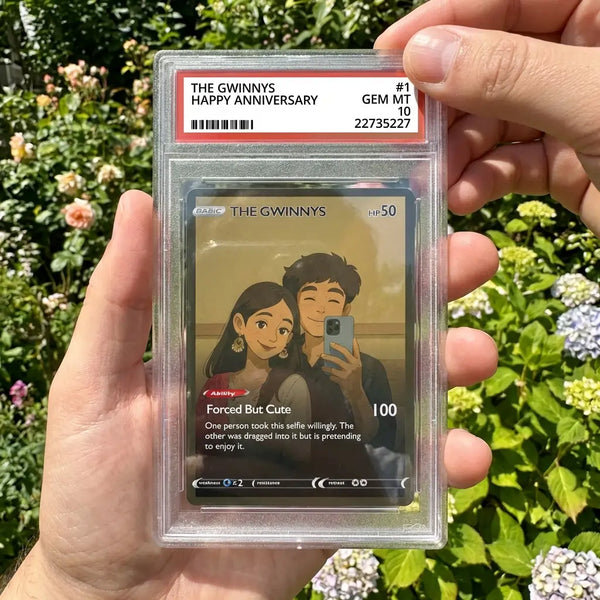 THE GWINNYS #1
HAPPY ANNIVERSARY GEM MT
10
22735227
BASIC THE GWINNYS HP50
Ability
Forced But Cute 100
One person took this selfie willingly. The
other was dragged into it but is pretending
to enjoy it.
weakness x2 resistance retreat